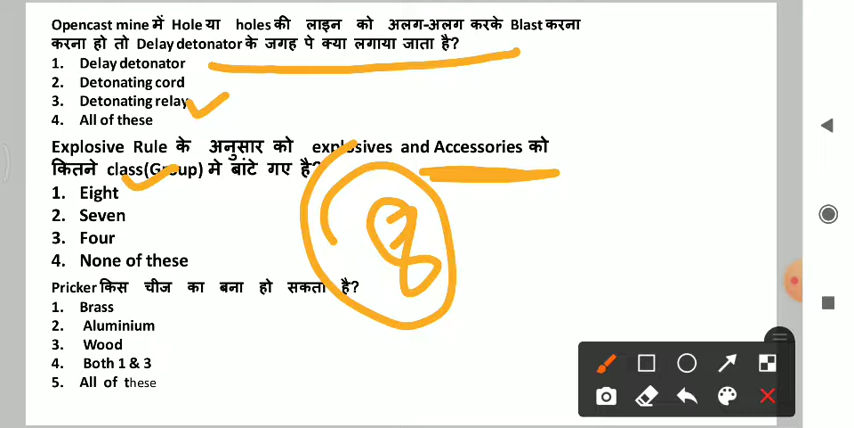 Opencast mine में Hole या holes की लाइन को अलग-अलग करके Blast करना
करना हो तो Delay detonator के जगह पे क्या लगाया जाता है?
1. Delay detonator
2. Detonating cord
3. Detonating relay
4. All of these
Explosive Rule के अनुसार को explosives and Accessories को
कितने class(Group) मे बांटे गए है?
1. Eight
2. Seven
3. Four
4. None of these
Pricker किस चीज का बना हो सकता है?
1. Brass
2. Aluminium
3. Wood
4. Both 1 & 3
5. All of these
8